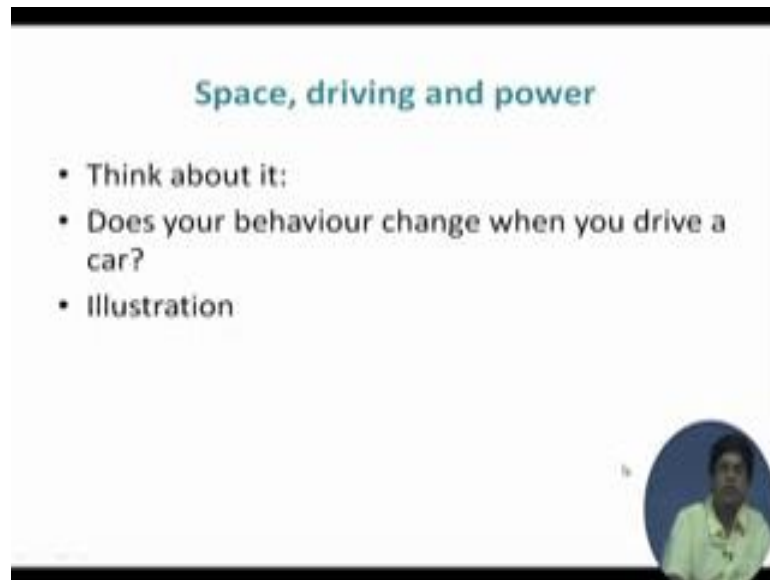 Space, driving and power
• Think about it:
• Does your behaviour change when you drive a
car?
• Illustration